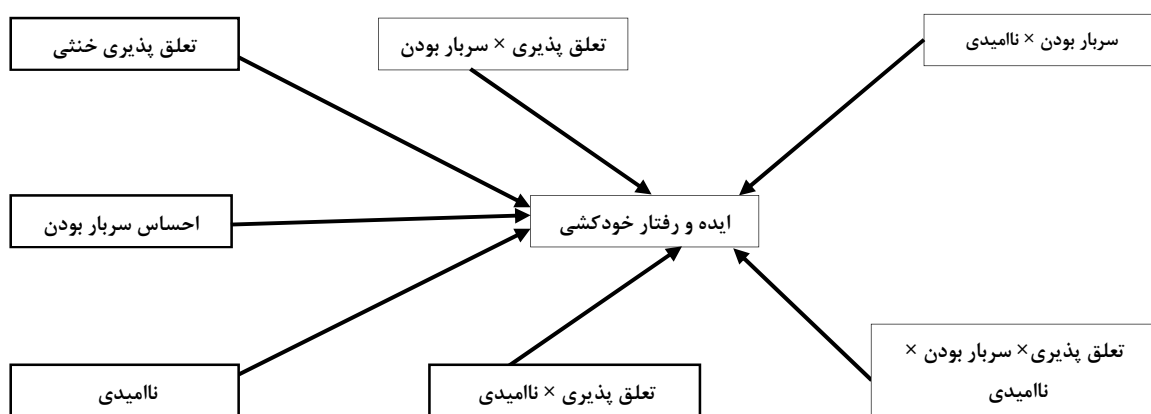 سربار بودن × ناامیدی
تعلق پذیری × سربار بودن
تعلق پذیری خنثی
ایده و رفتار خودکشی
احساس سربار بودن
تعلق پذیری× سربار بودن ×
ناامیدی
تعلق پذیری × ناامیدی
ناامیدی